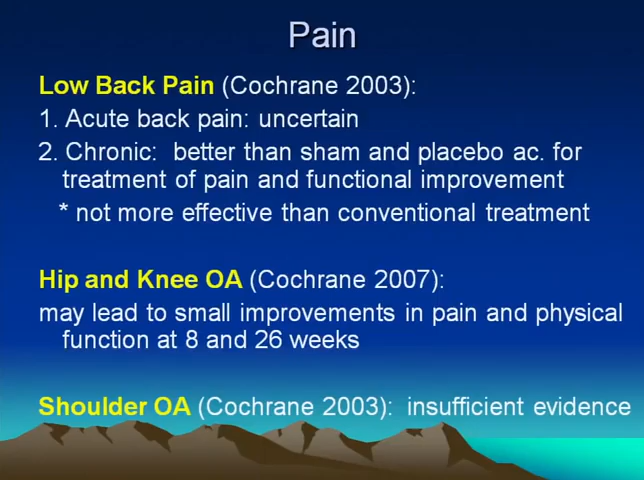 Pain
Low Back Pain (Cochrane 2003):
1. Acute back pain: uncertain
2. Chronic: better than sham and placebo ac. for
treatment of pain and functional improvement
* not more effective than conventional treatment
Hip and Knee OA (Cochrane 2007):
may lead to small improvements in pain and physical
function at 8 and 26 weeks
Shoulder OA (Cochrane 2003): insufficient evidence